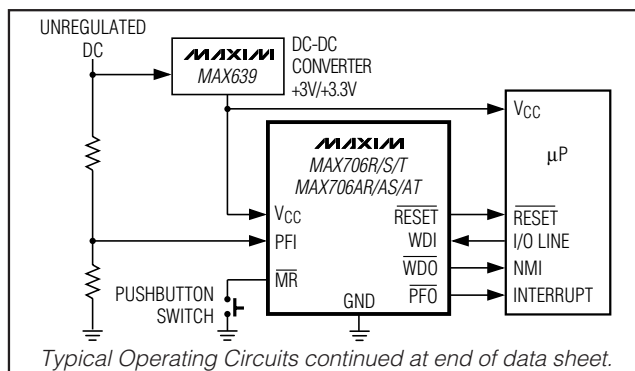 UNREGULATED
DC
MAXIM
MAX639
DC-DC
CONVERTER
+3V/+3.3V
VCC
µP
MAXIM
MAX706R/S/T
MAX706AR/AS/AT
VCC
PFI
MR
GND
RESET
WDI
WDO
PFO
RESET
I/O LINE
NMI
INTERRUPT
PUSHBUTTON
SWITCH
Typical Operating Circuits continued at end of data sheet.